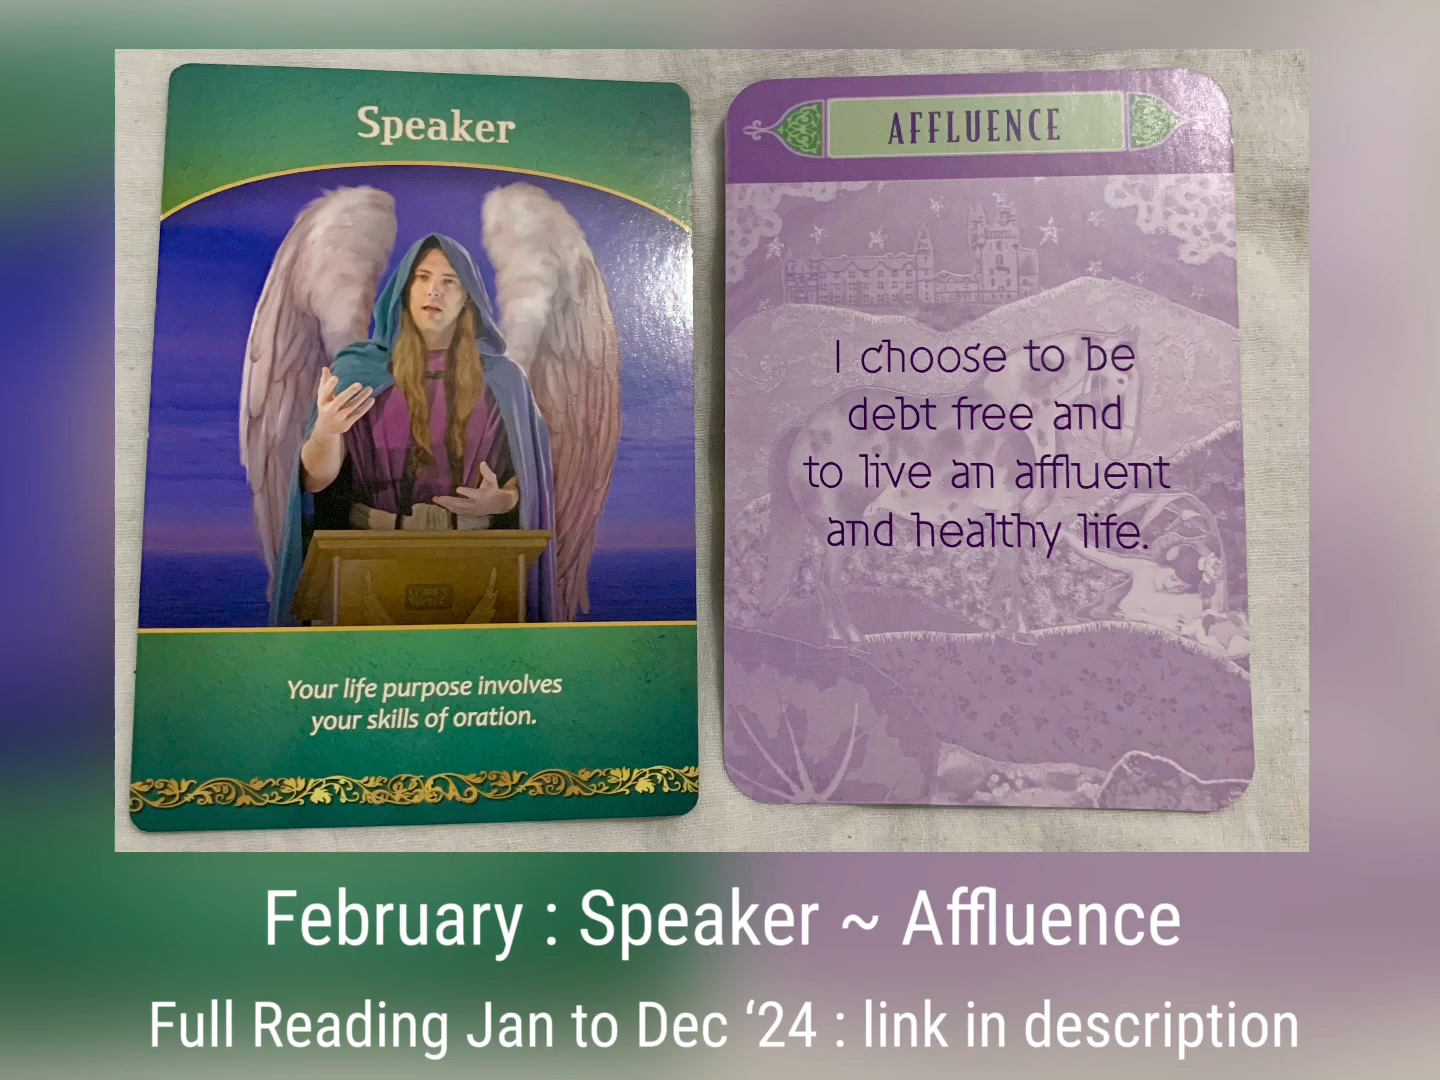 Speaker
Your life purpose involves
your skills of oration.
AFFLUENCE
I choose to be
debt free and
to live an affluent
and healthy life.
February : Speaker ~ Affluence
Full Reading Jan to Dec ‘24 : link in description